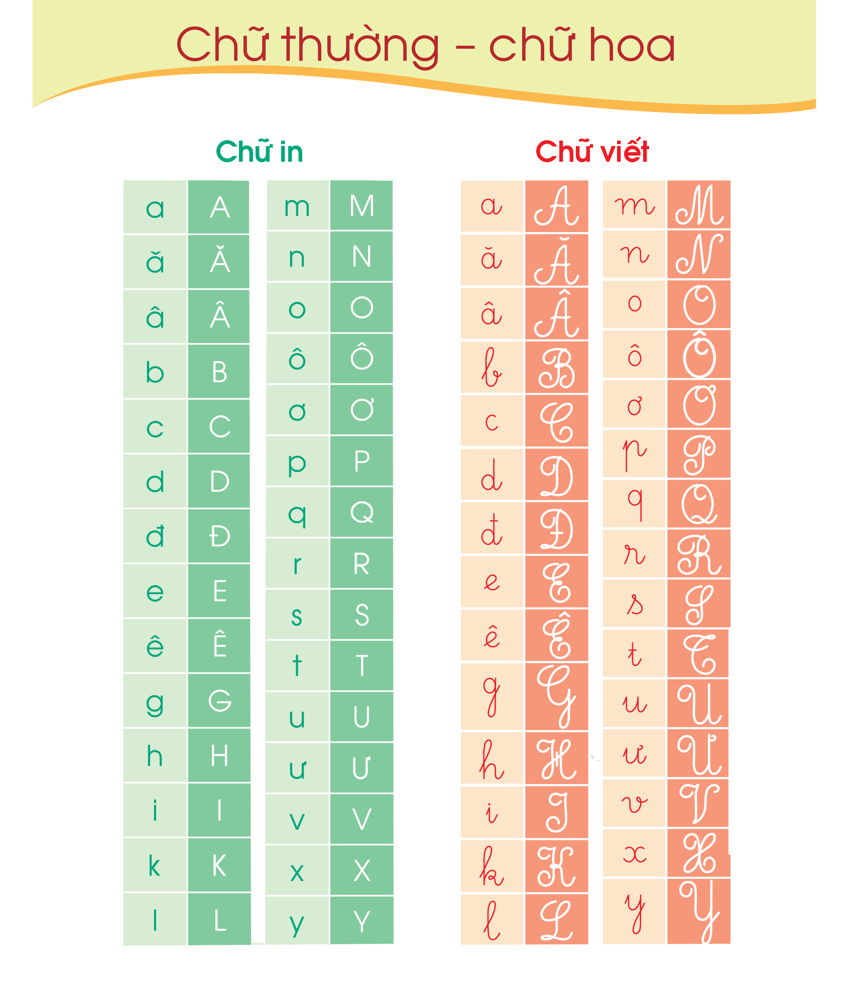 Chữ thường – chữ hoa
Chữ in
a A
ă Ă
â Â
b B
c C
d D
đ Đ
e E
ê Ê
g G
h H
i I
k K
l L
m M
n N
o O
ô Ô
ơ Ơ
p P
q Q
r R
s S
t T
u U
ư Ư
v V
x X
y Y
Chữ viết
a A
ă Ă
â Â
b B
c C
d D
đ Đ
e E
ê Ê
g G
h H
i I
k K
l L
m M
n N
o O
ô Ô
ơ Ơ
p P
q Q
r R
s S
t T
u U
ư Ư
v V
x X
y Y